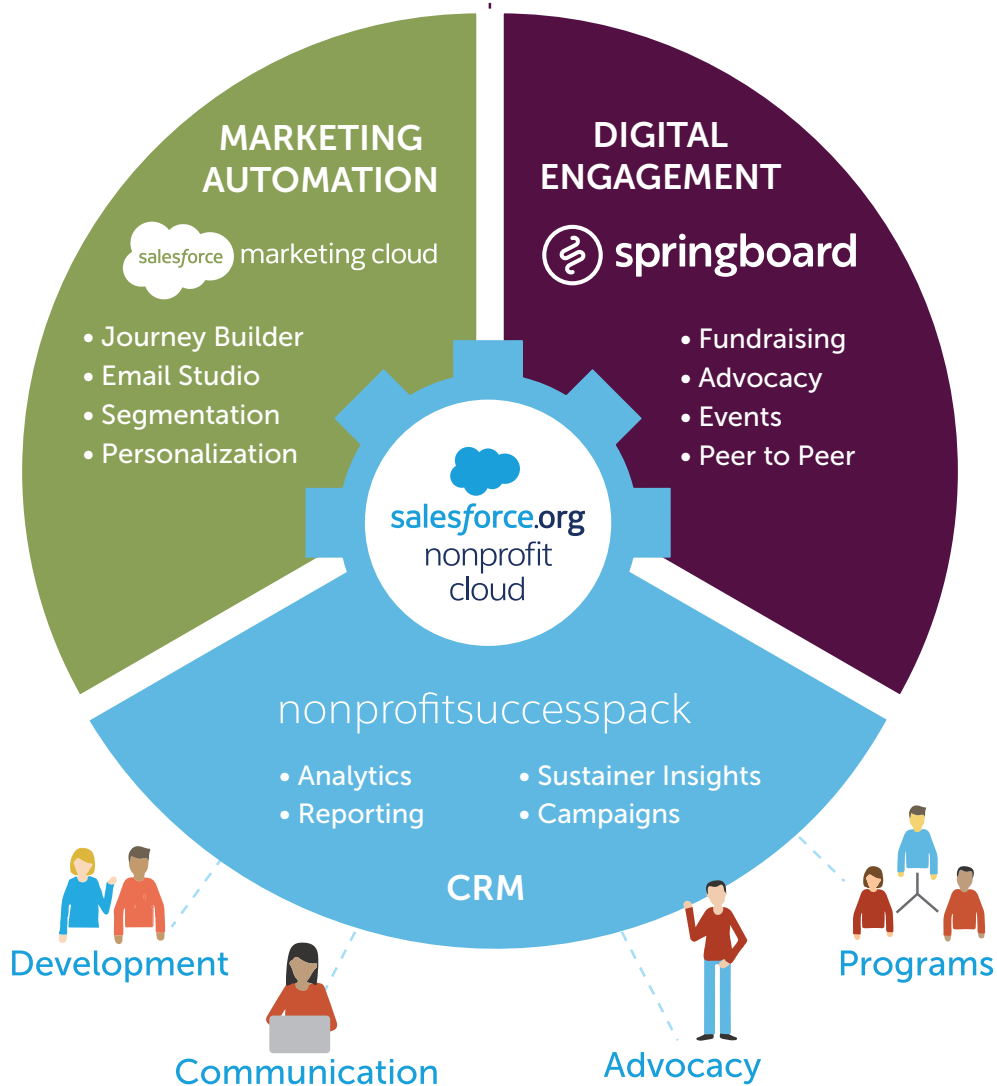 MARKETING
AUTOMATION
salesforce marketing cloud
• Journey Builder
• Email Studio
• Segmentation
• Personalization
DIGITAL
ENGAGEMENT
springboard
• Fundraising
• Advocacy
• Events
• Peer to Peer
salesforce.org
nonprofit
cloud
nonprofitsuccesspack
• Analytics
• Reporting
• Sustainer Insights
• Campaigns
CRM
Development
Communication
Advocacy
Programs